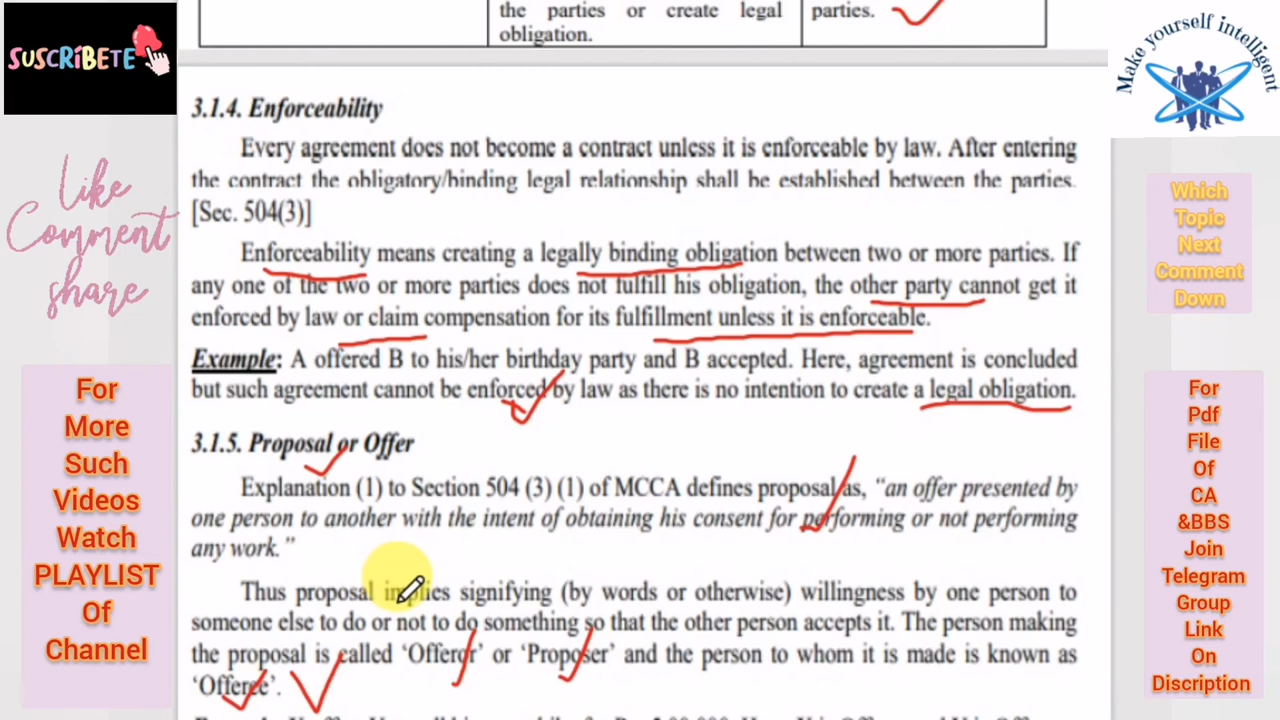 the parties or create legal
obligation.
parties.
SUSCRÍBETE
Make yourself intelligent
3.1.4. Enforceability
Every agreement does not become a contract unless it is enforceable by law. After entering
the contract the obligatory/binding legal relationship shall be established between the parties.
[Sec. 504(3)]
Enforceability means creating a legally binding obligation between two or more parties. If
any one of the two or more parties does not fulfill his obligation, the other party cannot get it
enforced by law or claim compensation for its fulfillment unless it is enforceable.
Example: A offered B to his/her birthday party and B accepted. Here, agreement is concluded
but such agreement cannot be enforced by law as there is no intention to create a legal obligation.
3.1.5. Proposal or Offer
Explanation (1) to Section 504 (3) (1) of MCCA defines proposal as, “an offer presented by
one person to another with the intent of obtaining his consent for performing or not performing
any work.”
Thus proposal implies signifying (by words or otherwise) willingness by one person to
someone else to do or not to do something so that the other person accepts it. The person making
the proposal is called ‘Offeror’ or ‘Proposer’ and the person to whom it is made is known as
‘Offeree’.
like
Comment
share
For
More
Such
Videos
Watch
PLAYLIST
Of
Channel
Which
Topic
Next
Comment
Down
For
Pdf
File
Of
CA
&BBS
Join
Telegram
Group
Link
On
Discription